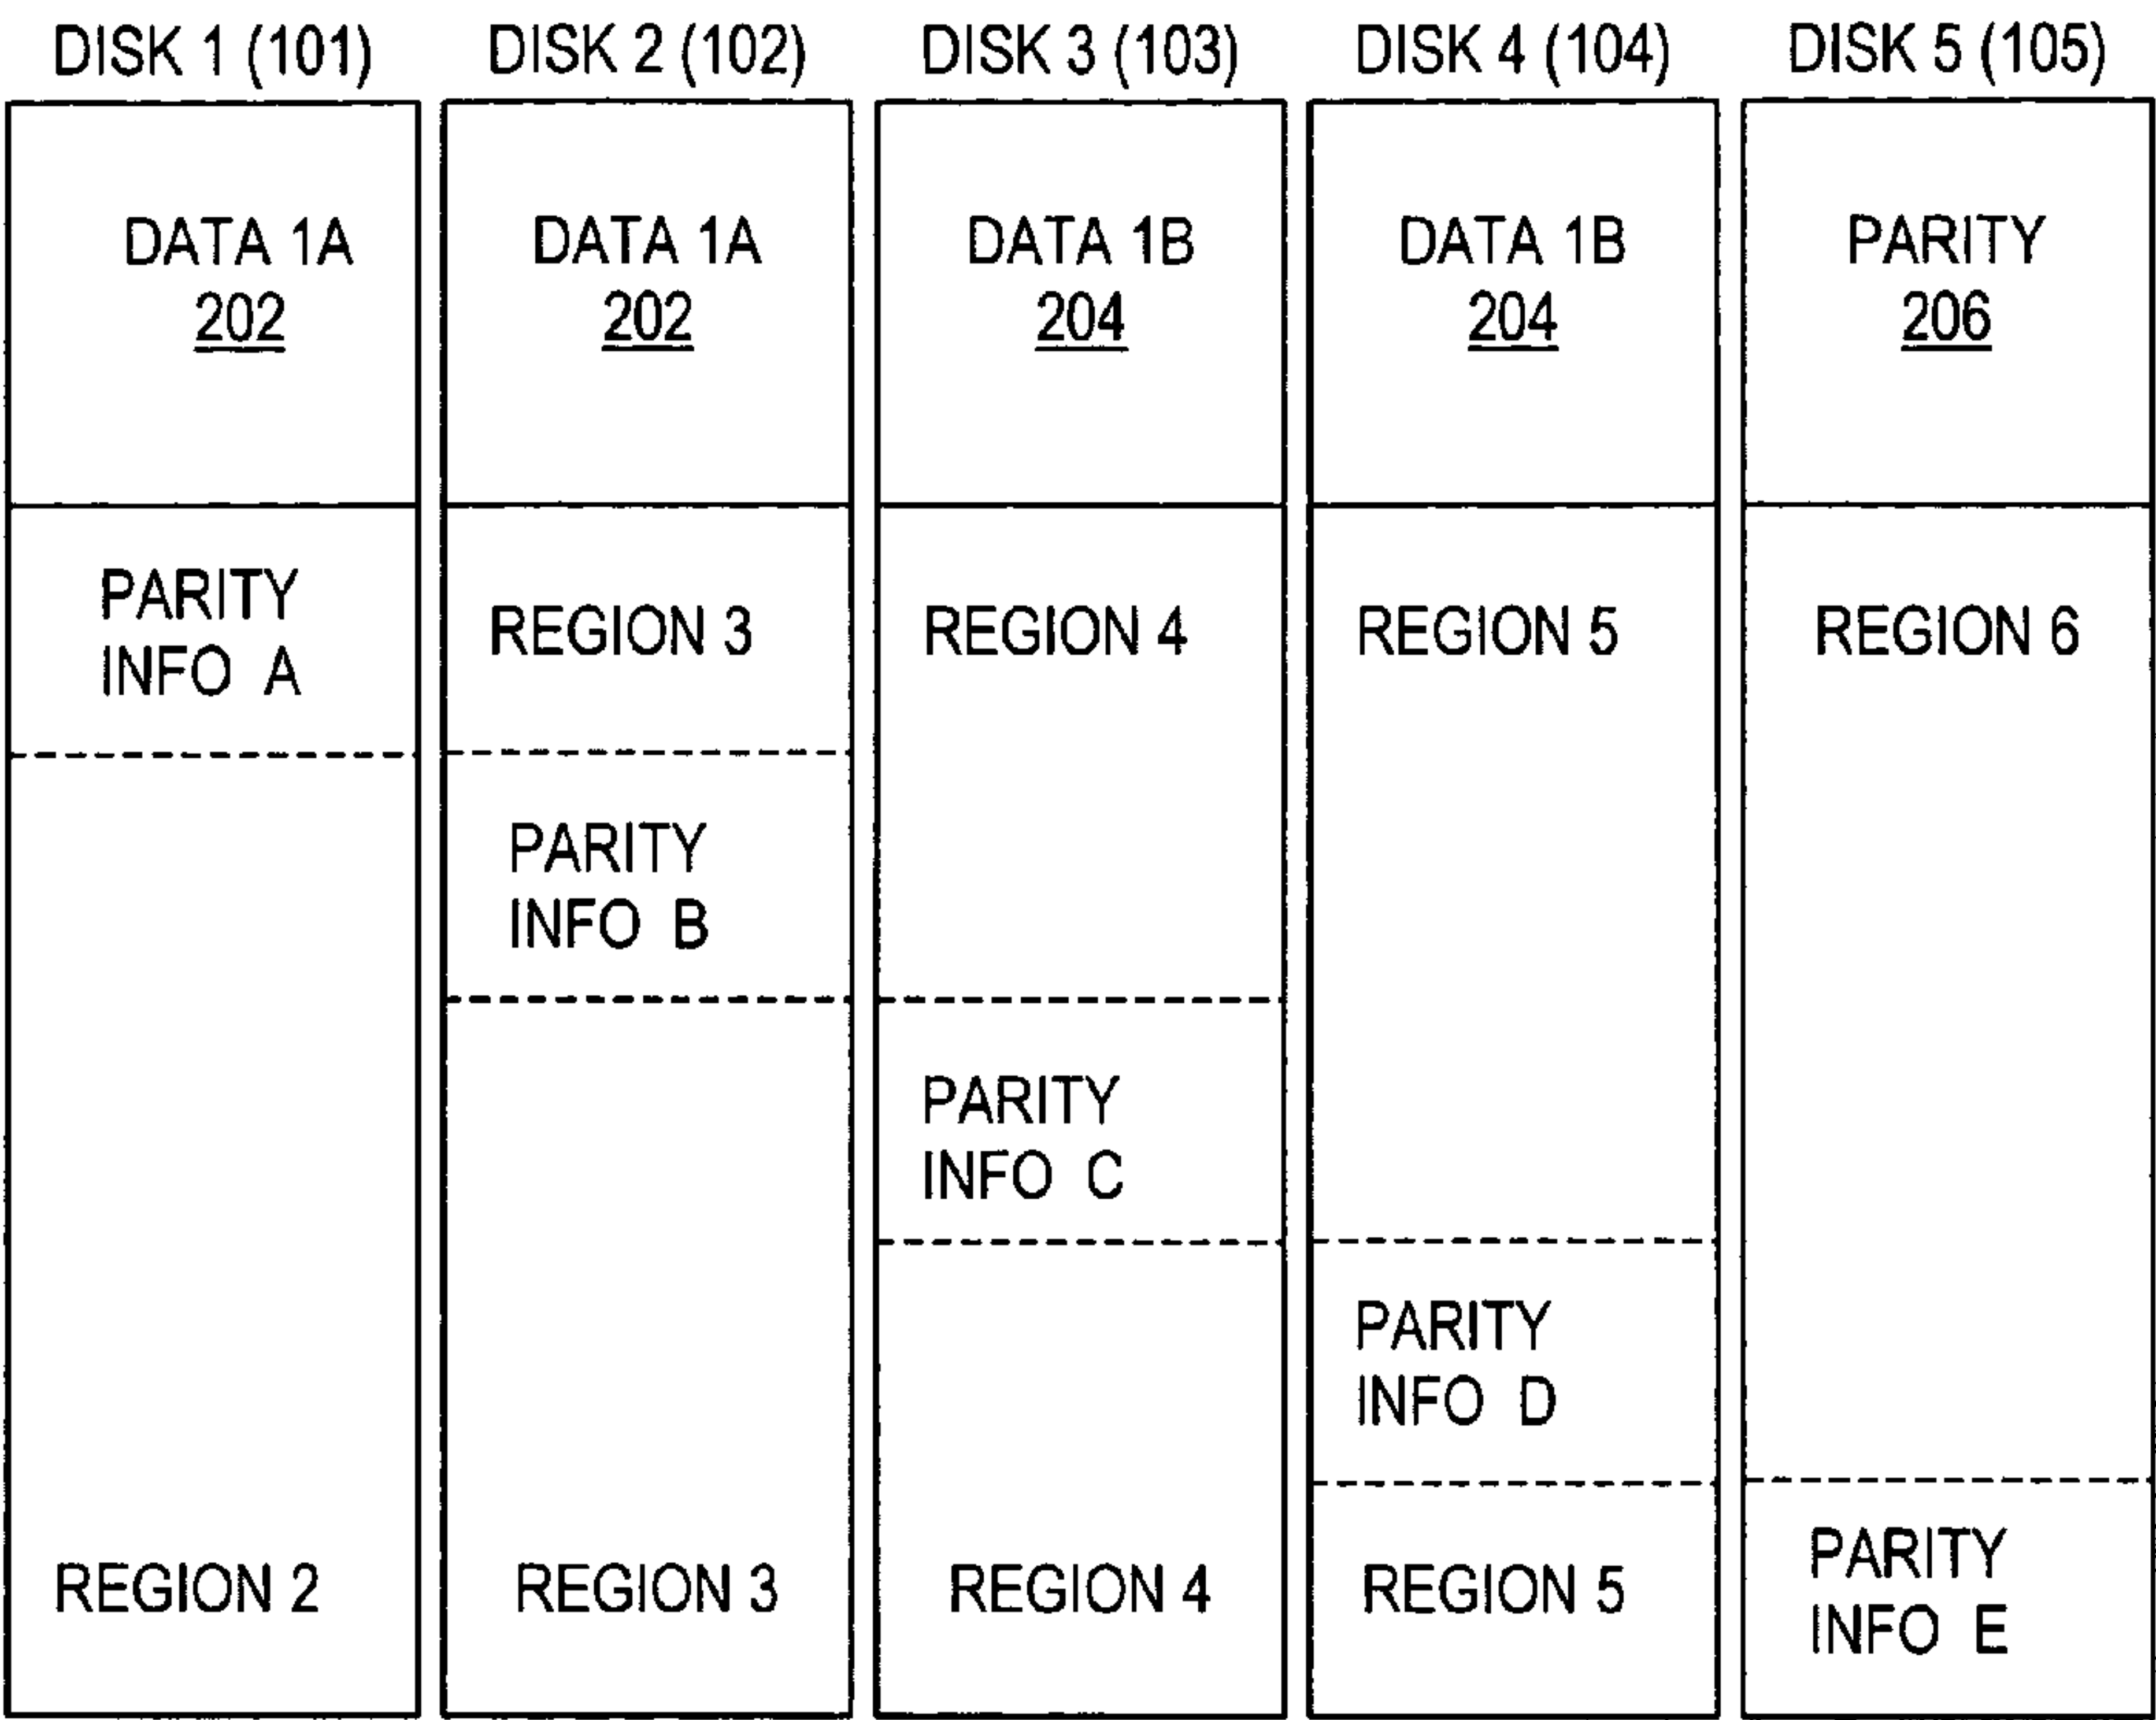 DISK 1 (101)
DISK 2 (102)
DISK 3 (103)
DISK 4 (104)
DISK 5 (105)
DATA 1A
202
DATA 1A
202
DATA 1B
204
DATA 1B
204
PARITY
206
PARITY
INFO A
REGION 3
REGION 4
REGION 5
REGION 6
PARITY
INFO B
PARITY
INFO C
PARITY
INFO D
REGION 2
REGION 3
REGION 4
REGION 5
PARITY
INFO E